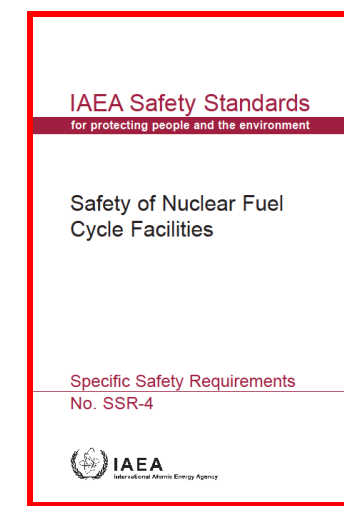 IAEA Safety Standards
for protecting people and the environment
Safety of Nuclear Fuel
Cycle Facilities
Specific Safety Requirements
No. SSR-4
IAEA
International Atomic Energy Agency